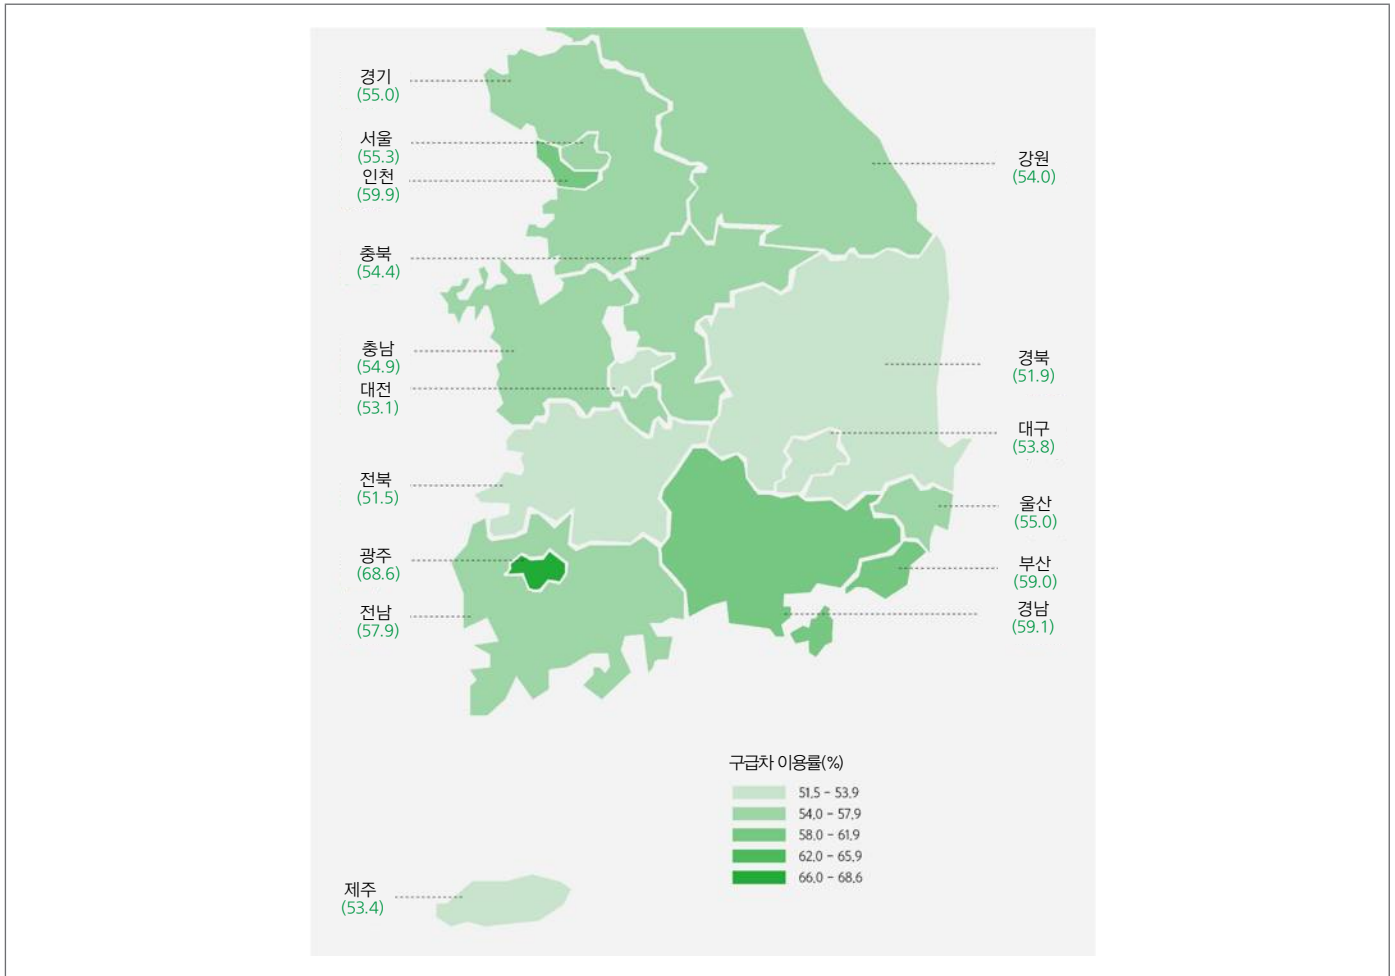 경기
(55.0)
서울
(55.3)
인천
(59.9)
충북
(54.4)
충남
(54.9)
대전
(53.1)
전북
(51.5)
광주
(68.6)
전남
(57.9)
제주
(53.4)
강원
(54.0)
경북
(51.9)
대구
(53.8)
울산
(55.0)
부산
(59.0)
경남
(59.1)
구급차 이용률(%)
51.5 - 53.9
54.0 - 57.9
58.0 - 61.9
62.0 - 65.9
66.0 - 68.6